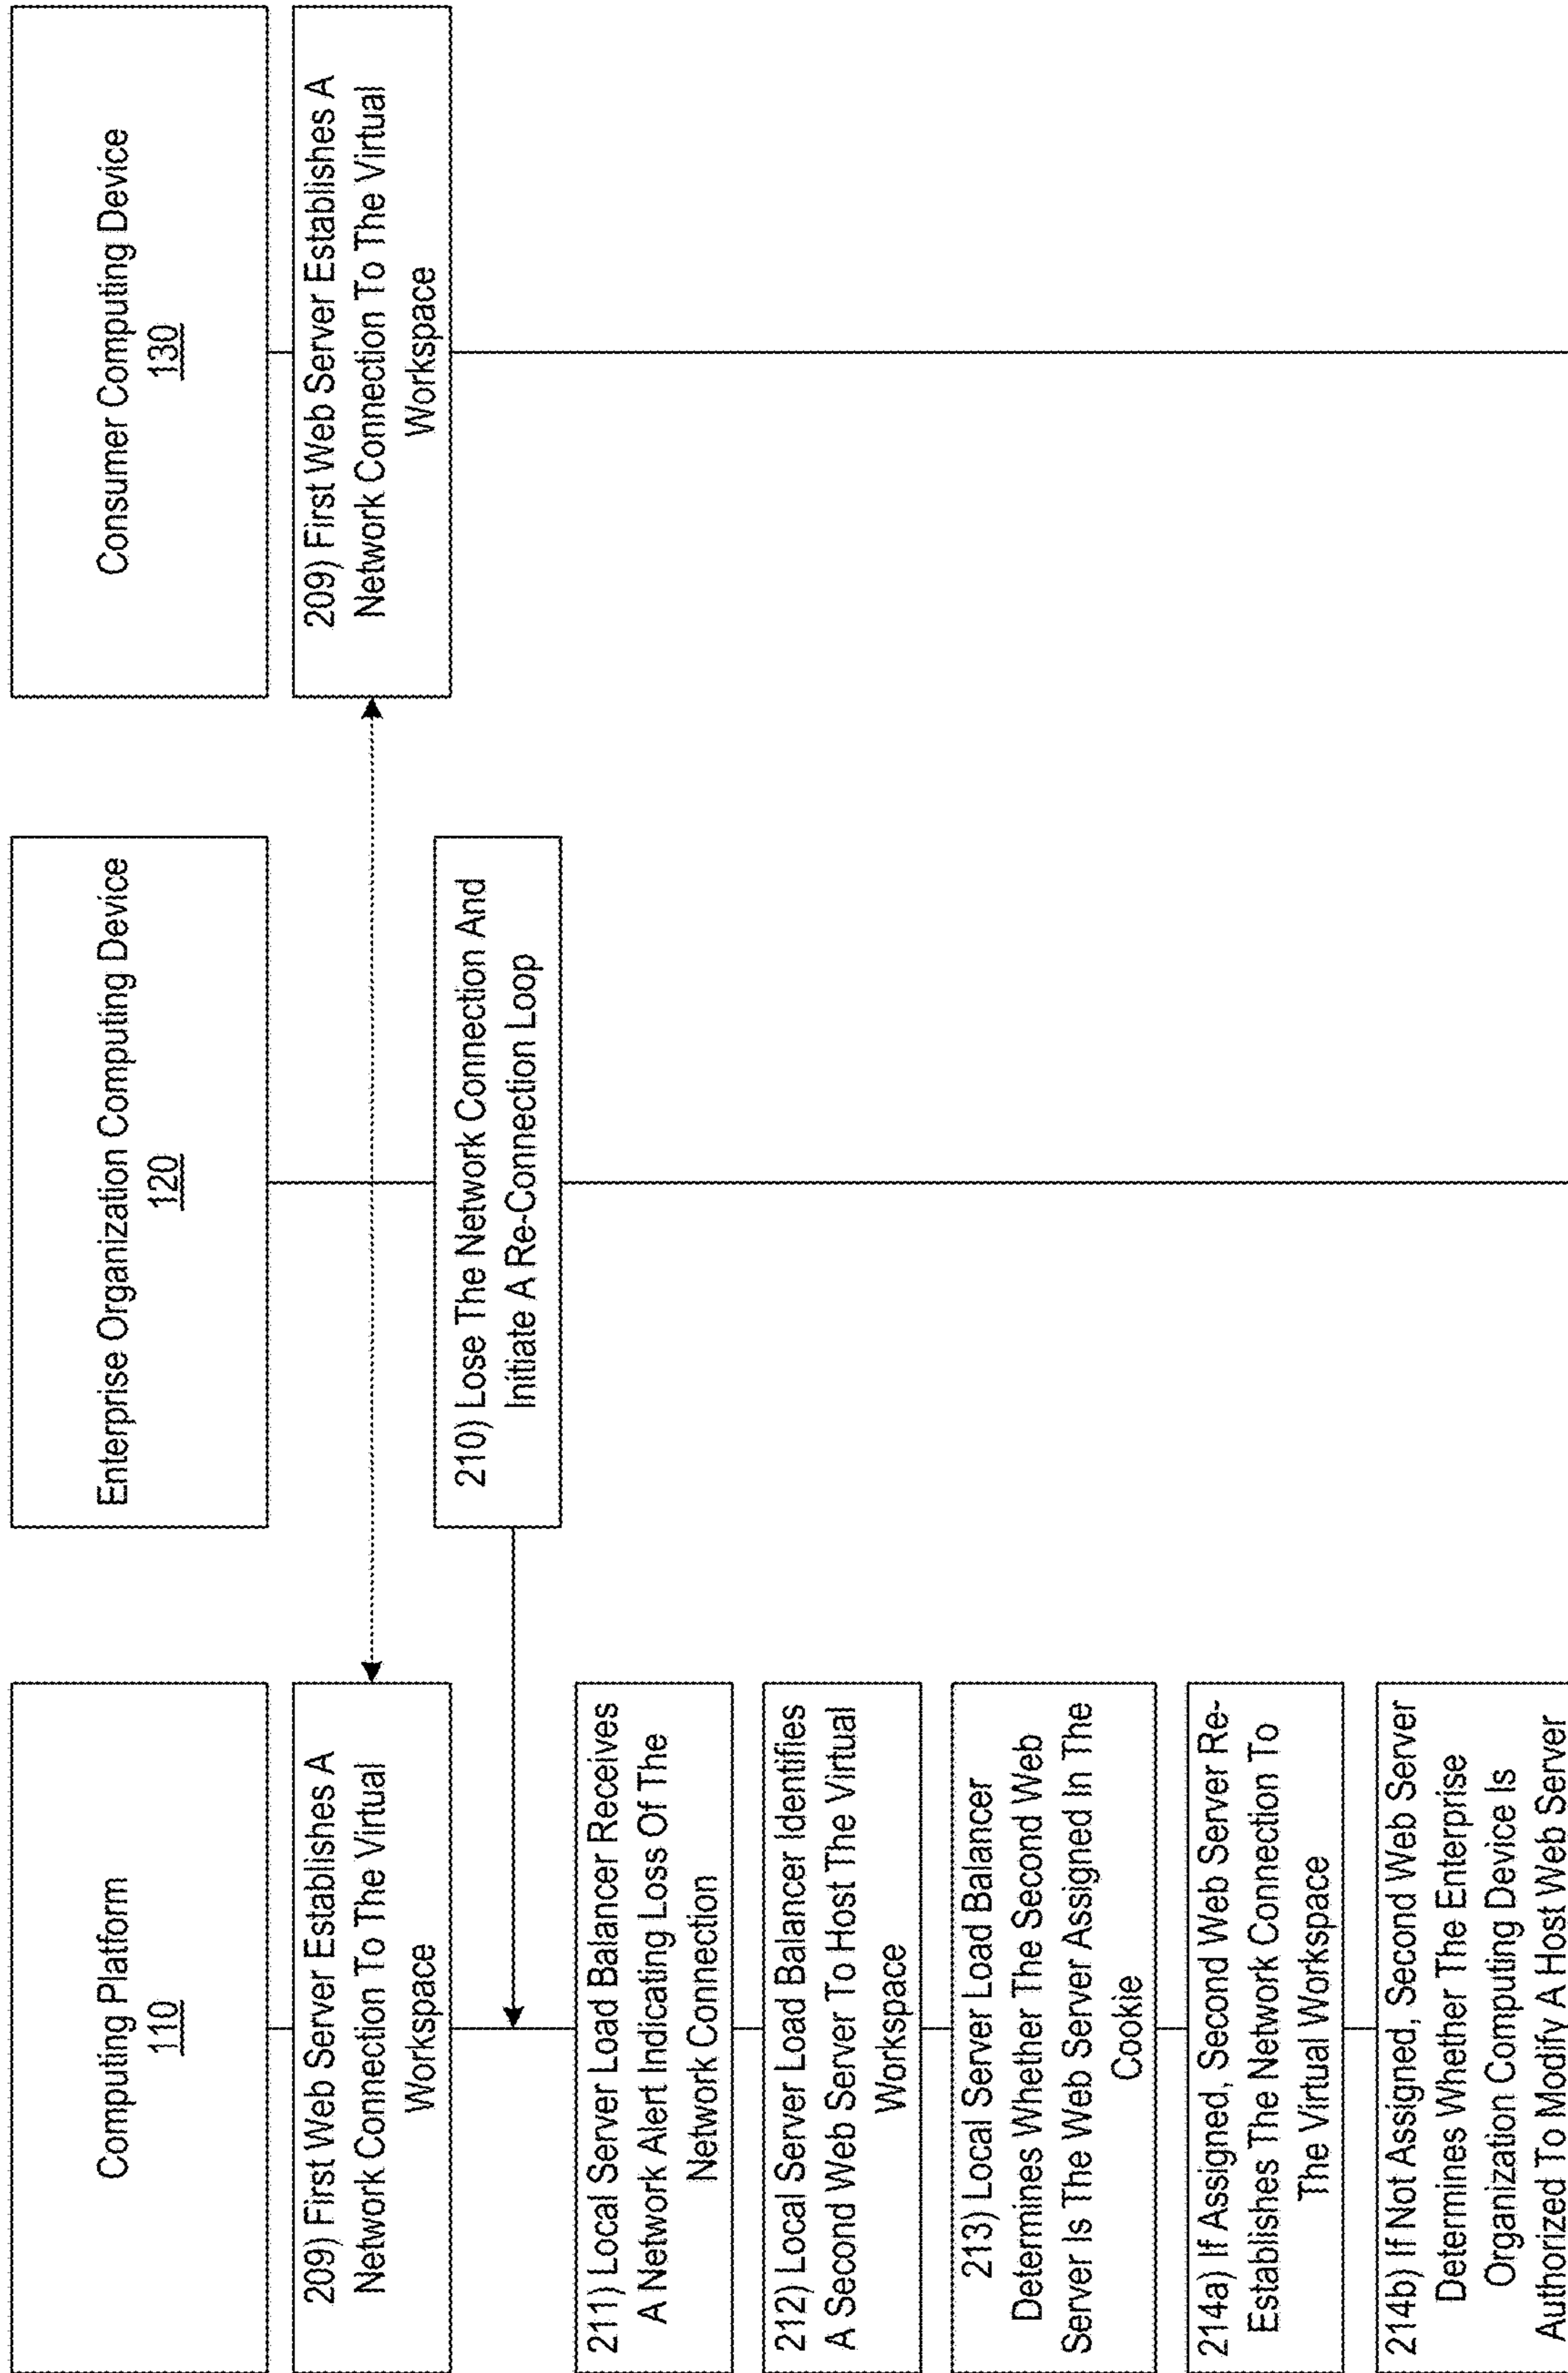 Computing Platform
110
Enterprise Organization Computing Device
120
Consumer Computing Device
130
209) First Web Server Establishes A
Network Connection To The Virtual
Workspace
209) First Web Server Establishes A
Network Connection To The Virtual
Workspace
210) Lose The Network Connection And
Initiate A Re-Connection Loop
211) Local Server Load Balancer Receives
A Network Alert Indicating Loss Of The
Network Connection
212) Local Server Load Balancer Identifies
A Second Web Server To Host The Virtual
Workspace
213) Local Server Load Balancer
Determines Whether The Second Web
Server Is The Web Server Assigned In The
Cookie
214a) If Assigned, Second Web Server Re-
Establishes The Network Connection To
The Virtual Workspace
214b) If Not Assigned, Second Web Server
Determines Whether The Enterprise
Organization Computing Device Is
Authorized To Modify A Host Web Server